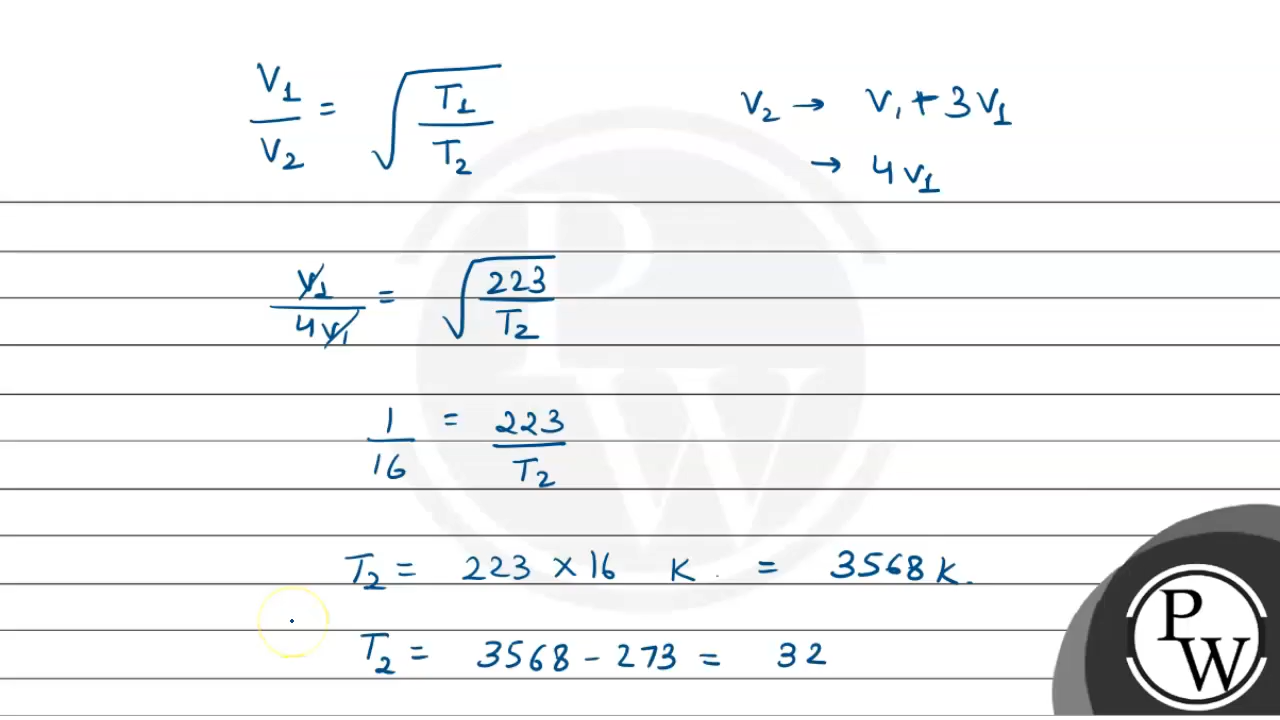 V₁/V₂ = √(T₁/T₂)
V₂ → V₁ + 3V₁
→ 4V₁
V₁/4V₁ = √(223/T₂)
1/16 = 223/T₂
T₂ = 223 × 16 K = 3568 K.
T₂ = 3568 - 273 = 32
PW
PW